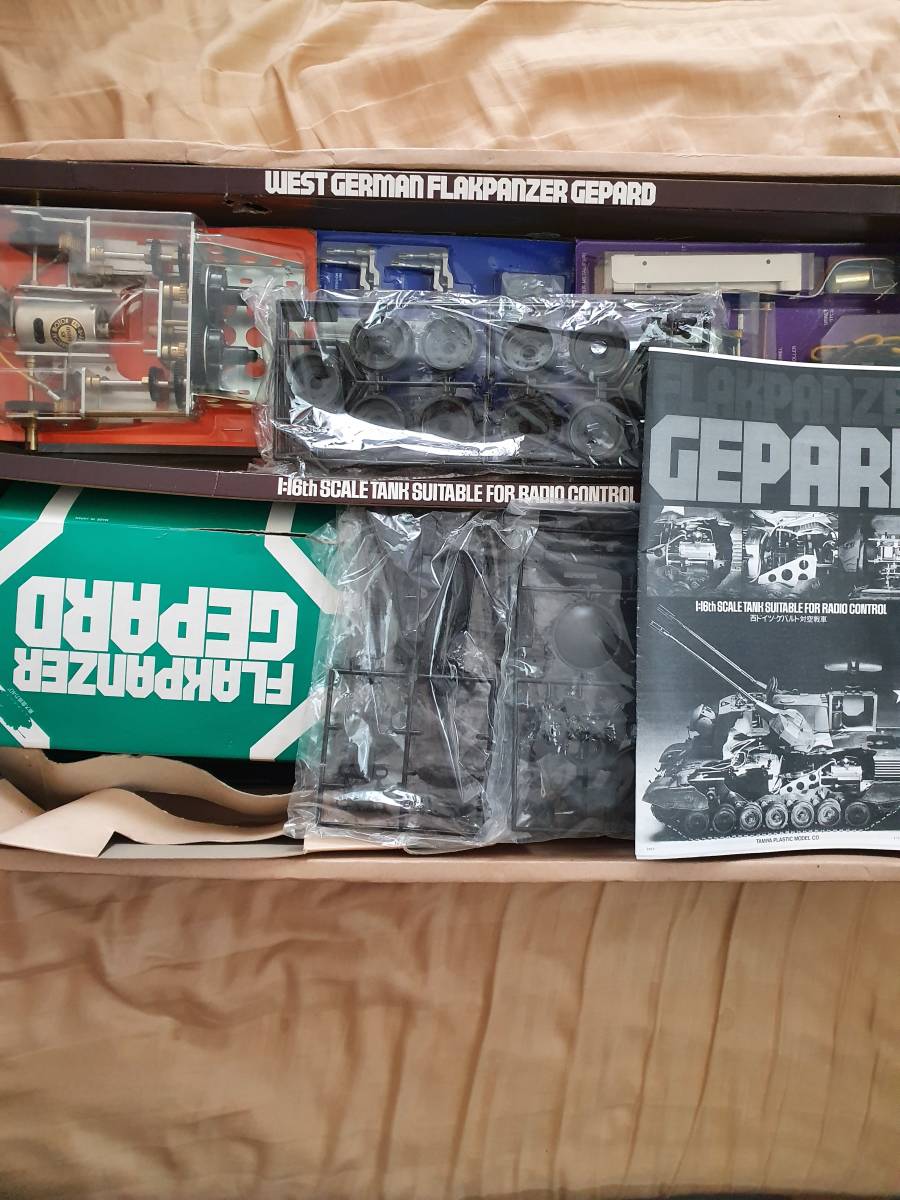 WEST GERMAN FLAKPANZER GEPARD
1:16th SCALE TANK SUITABLE FOR RADIO CONTROL
FLAKPANZER
GEPARD
FLAKPANZE
GEPAR
1:16th SCALE TANK SUITABLE FOR RADIO CONTROL
西ドイツ・ゲパルト対空戦車
TAMIYA PLASTIC MODEL CO